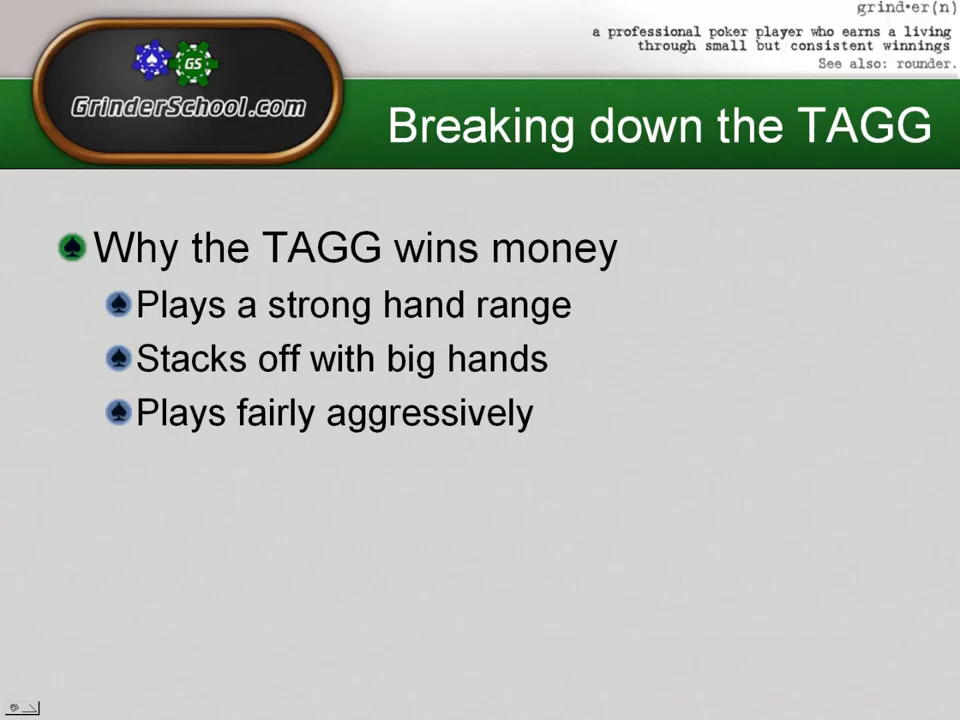 grind•er(n)
a professional poker player who earns a living
through small but consistent winnings
See also: rounder.
GS
GrinderSchool.com
Breaking down the TAGG
Why the TAGG wins money
Plays a strong hand range
Stacks off with big hands
Plays fairly aggressively